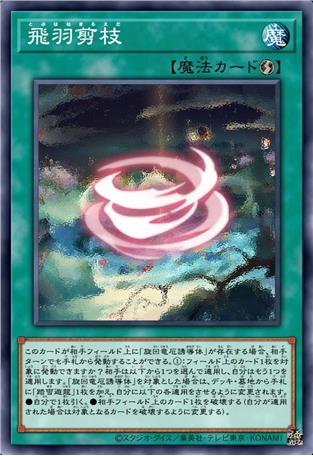 飛羽剪枝
魔
【魔法カード】
このカードが相手フィールド上に「旋回竜厄誘導体」が存在する場合、相手
ターンでも手札から発動することができる。①:フィールド上のカード1枚を対
象に発動できますか？相手は以下から1つを選んで適用し、自分はもう1つを
適用します。「旋回竜厄誘導体」を対象とした場合は、デッキ・墓地から手札
に「踏雪遊龍」1枚を加え、自分に以下の各適用をさせるように変更されます。
●自分で1枚引く。●相手フィールド上のカード1枚を破壊する(自分が適用
された場合は対象となるカードを破壊するように変更する)。
©スタジオ・ダイス/集英社・テレビ東京・KONAMI